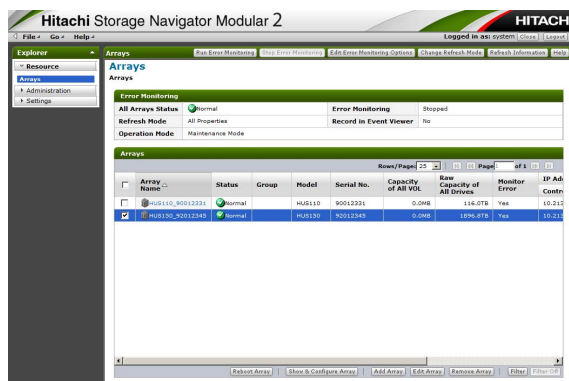 Hitachi Storage Navigator Modular 2
HITACH
File Go Help
Logged in as: system Close Logout
Explorer
Arrays
Run Error Monitoring Stop Error Monitoring Edit Error Monitoring Options Change Refresh Mode Refresh Information Help
Resource
Arrays
Administration
Settings
Arrays
Arrays
Error Monitoring
All Arrays Status Normal Error Monitoring Stopped
Refresh Mode All Properties Record in Event Viewer No
Operation Mode Maintenance Mode
Arrays
Rows/Page: 25 Page 1 of 1
Array Name Status Group Model Serial No. Capacity of All VOL Raw Capacity of All Drives Monitor Error IP Ad
Contro
HUS110_90012331 Normal HUS110 90012331 0.0MB 116.0TB Yes 10.213
HUS150_92012345 Normal HUS150 92012345 0.0MB 1896.8TB Yes 10.213
Reboot Array Show & Configure Array Add Array Edit Array Remove Array Filter Filter Off